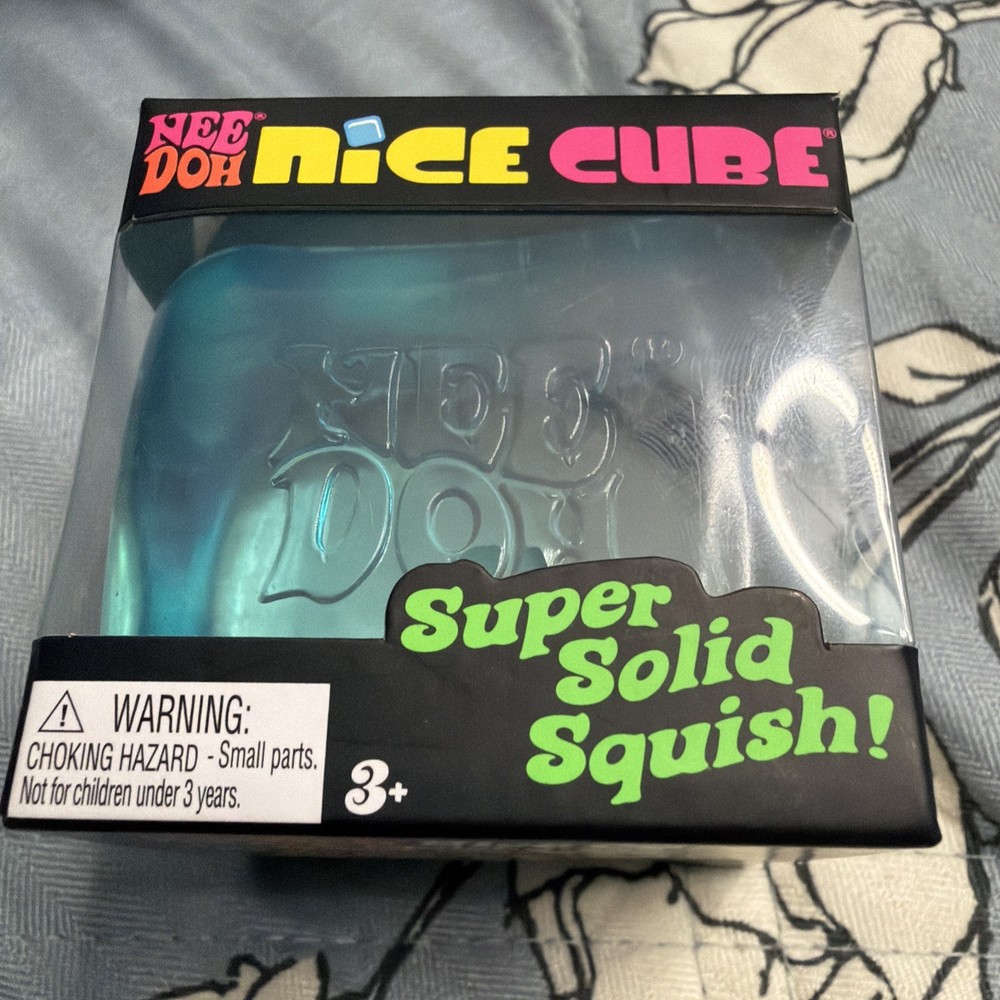 NEE® DOH NICE CUBE®
NEE®
DOH
Super
Solid
Squish!
WARNING:
CHOKING HAZARD - Small parts.
Not for children under 3 years.
3+